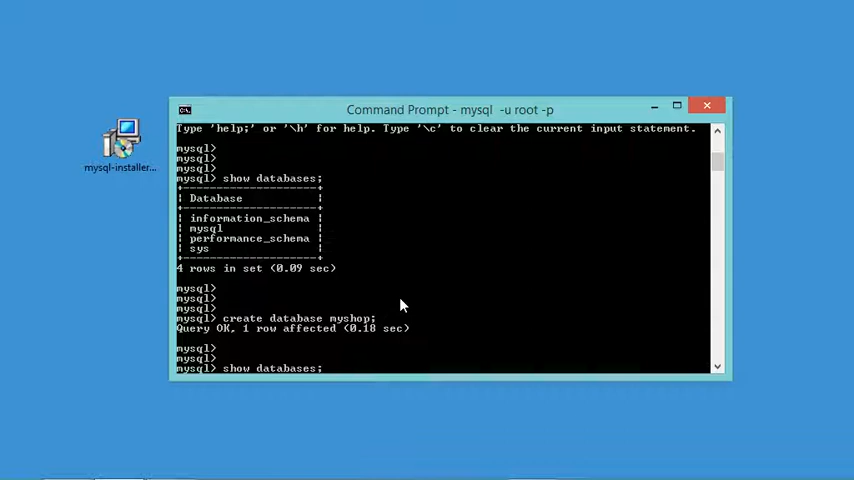 Command Prompt - mysql -u root -p
Type 'help;' or '\h' for help. Type '\c' to clear the current input statement.
mysql>
mysql>
mysql>
mysql> show databases;
Database
information_schema
mysql
performance_schema
sys
4 rows in set (0.09 sec)
mysql>
mysql>
mysql>
mysql> create database myshop;
Query OK, 1 row affected (0.18 sec)
mysql>
mysql>
mysql> show databases;
mysql-installer...